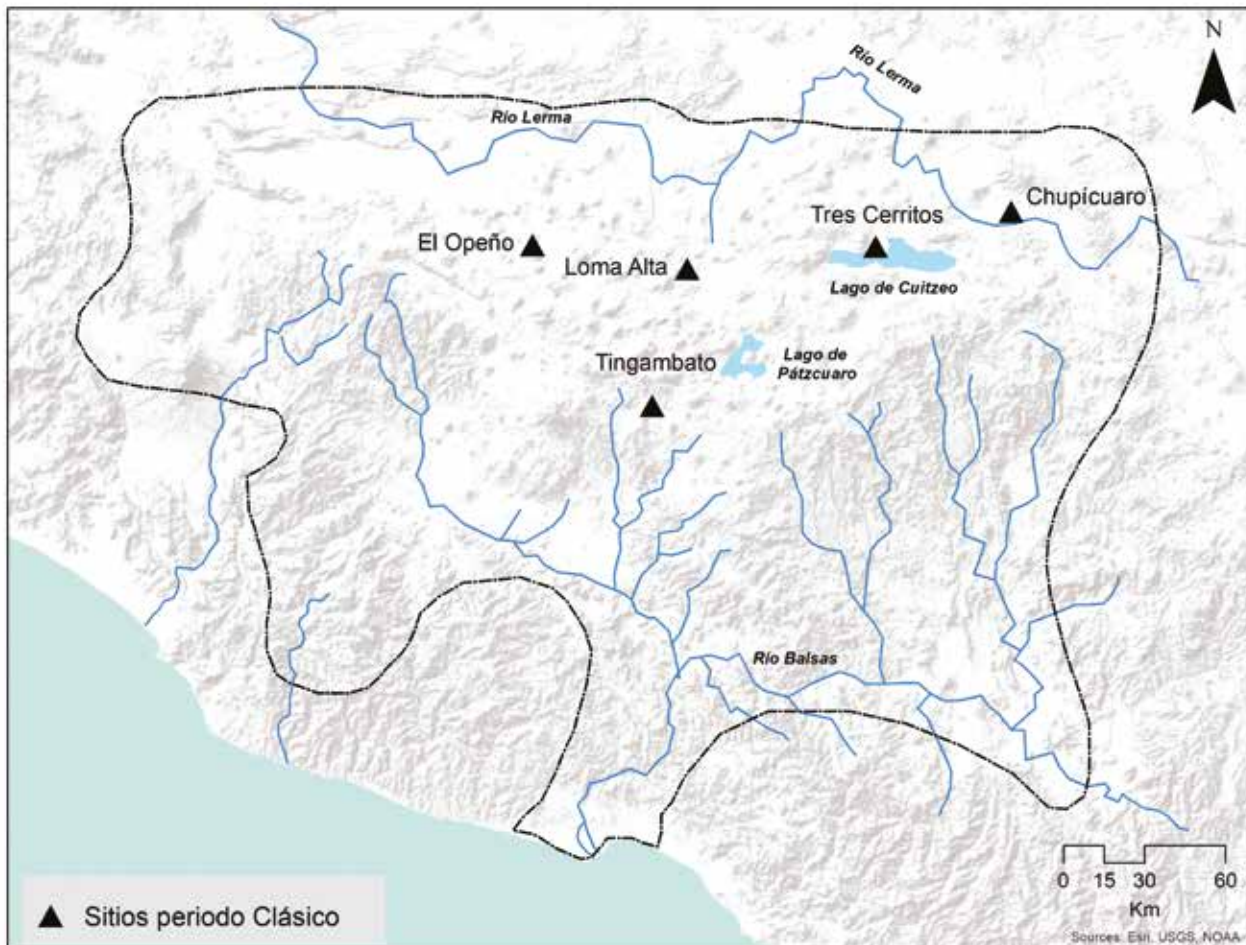 N
Río Lerma
Río Lerma
Chupicuaro
Tres Cerritos
El Opeño
Loma Alta
Lago de Cuitzeo
Tingambato
Lago de
Pátzcuaro
Río Balsas
0 15 30 60
Km
Sitios periodo Clásico
Sources: Esri, USGS, NOAA